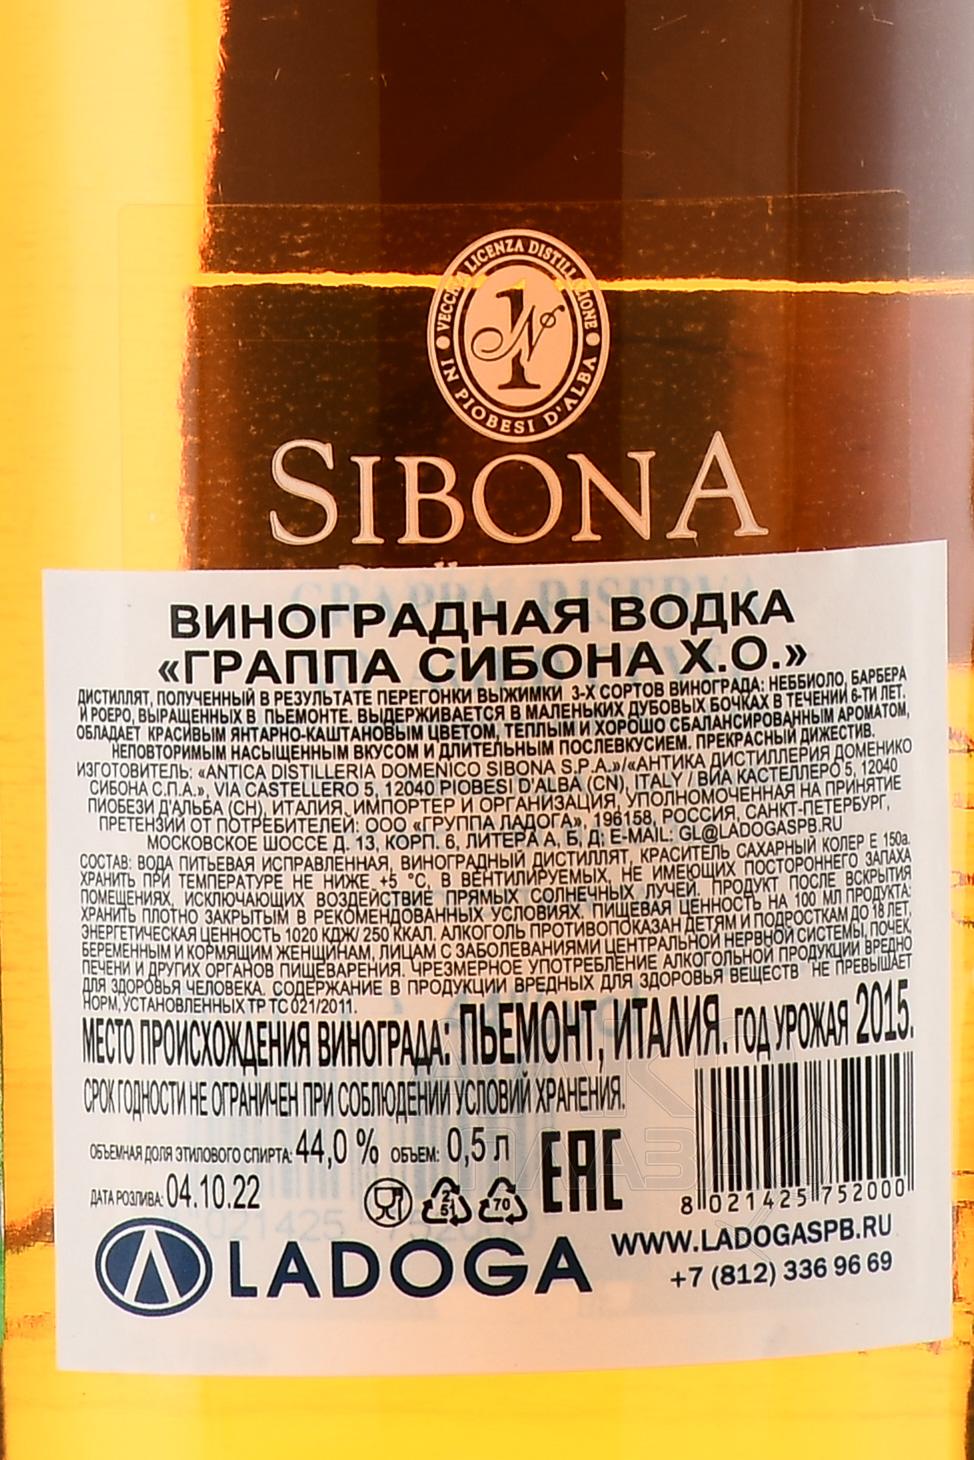 VECCHIA LICENZA DISTILLAZIONE
1 Nº
IN PIOBESI D'ALBA
SIBONA
GRAPPA RISERVA
ВИНОГРАДНАЯ ВОДКА
«ГРАППА СИБОНА X.O.»
ДИСТИЛЛЯТ, ПОЛУЧЕННЫЙ В РЕЗУЛЬТАТЕ ПЕРЕГОНКИ ВЫЖИМКИ 3-Х СОРТОВ ВИНОГРАДА: НЕББИОЛО, БАРБЕРА
И РОЕРО, ВЫРАЩЕННЫХ В ПЬЕМОНТЕ. ВЫДЕРЖИВАЕТСЯ В МАЛЕНЬКИХ ДУБОВЫХ БОЧКАХ В ТЕЧЕНИИ 6-ТИ ЛЕТ.
ОБЛАДАЕТ КРАСИВЫМ ЯНТАРНО-КАШТАНОВЫМ ЦВЕТОМ, ТЕПЛЫМ И ХОРОШО СБАЛАНСИРОВАННЫМ АРОМАТОМ,
НЕПОВТОРИМЫМ НАСЫЩЕННЫМ ВКУСОМ И ДЛИТЕЛЬНЫМ ПОСЛЕВКУСИЕМ. ПРЕКРАСНЫЙ ДИЖЕСТИВ.
ИЗГОТОВИТЕЛЬ: «ANTICA DISTILLERIA DOMENICO SIBONA S.P.A.»/«АНТИКА ДИСТИЛЛЕРИЯ ДОМЕНИКО
СИБОНА С.П.А.», VIA CASTELLERO 5, 12040 PIOBESI D'ALBA (CN), ITALY / ВИА КАСТЕЛЛЕРО 5, 12040
ПИОБЕЗИ Д'АЛЬБА (CH), ИТАЛИЯ, ИМПОРТЕР И ОРГАНИЗАЦИЯ, УПОЛНОМОЧЕННАЯ НА ПРИНЯТИЕ
ПРЕТЕНЗИЙ ОТ ПОТРЕБИТЕЛЕЙ: ООО «ГРУППА ЛАДОГА», 196158, РОССИЯ, САНКТ-ПЕТЕРБУРГ,
МОСКОВСКОЕ ШОССЕ Д. 13, КОРП. 6, ЛИТЕРА А, Б, Д; E-MAIL: GL@LADOGASPB.RU
СОСТАВ: ВОДА ПИТЬЕВАЯ ИСПРАВЛЕННАЯ, ВИНОГРАДНЫЙ ДИСТИЛЛЯТ, КРАСИТЕЛЬ САХАРНЫЙ КОЛЕР Е 150а.
ХРАНИТЬ ПРИ ТЕМПЕРАТУРЕ НЕ НИЖЕ +5 °С, В ВЕНТИЛИРУЕМЫХ, НЕ ИМЕЮЩИХ ПОСТОРОННЕГО ЗАПАХА
ПОМЕЩЕНИЯХ, ИСКЛЮЧАЮЩИХ ВОЗДЕЙСТВИЕ ПРЯМЫХ СОЛНЕЧНЫХ ЛУЧЕЙ. ПРОДУКТ ПОСЛЕ ВСКРЫТИЯ
ХРАНИТЬ ПЛОТНО ЗАКРЫТЫМ В РЕКОМЕНДОВАННЫХ УСЛОВИЯХ. ПИЩЕВАЯ ЦЕННОСТЬ НА 100 МЛ ПРОДУКТА:
ЭНЕРГЕТИЧЕСКАЯ ЦЕННОСТЬ 1020 КДЖ/ 250 ККАЛ. АЛКОГОЛЬ ПРОТИВОПОКАЗАН ДЕТЯМ И ПОДРОСТКАМ ДО 18 ЛЕТ,
БЕРЕМЕННЫМ И КОРМЯЩИМ ЖЕНЩИНАМ, ЛИЦАМ С ЗАБОЛЕВАНИЯМИ ЦЕНТРАЛЬНОЙ НЕРВНОЙ СИСТЕМЫ, ПОЧЕК,
ПЕЧЕНИ И ДРУГИХ ОРГАНОВ ПИЩЕВАРЕНИЯ. ЧРЕЗМЕРНОЕ УПОТРЕБЛЕНИЕ АЛКОГОЛЬНОЙ ПРОДУКЦИИ ВРЕДНО
ДЛЯ ЗДОРОВЬЯ ЧЕЛОВЕКА. СОДЕРЖАНИЕ В ПРОДУКЦИИ ВРЕДНЫХ ДЛЯ ЗДОРОВЬЯ ВЕЩЕСТВ НЕ ПРЕВЫШАЕТ
НОРМ, УСТАНОВЛЕННЫХ ТР ТС 021/2011.
МЕСТО ПРОИСХОЖДЕНИЯ ВИНОГРАДА: ПЬЕМОНТ, ИТАЛИЯ. ГОД УРОЖАЯ 2015.
СРОК ГОДНОСТИ НЕ ОГРАНИЧЕН ПРИ СОБЛЮДЕНИИ УСЛОВИЙ ХРАНЕНИЯ.
ОБЪЕМНАЯ ДОЛЯ ЭТИЛОВОГО СПИРТА: 44,0 % ОБЪЕМ: 0,5 л EAC
ДАТА РОЗЛИВА: 04.10.22
8 021425 752000
LADOGA
WWW.LADOGASPB.RU
+7 (812) 336 96 69